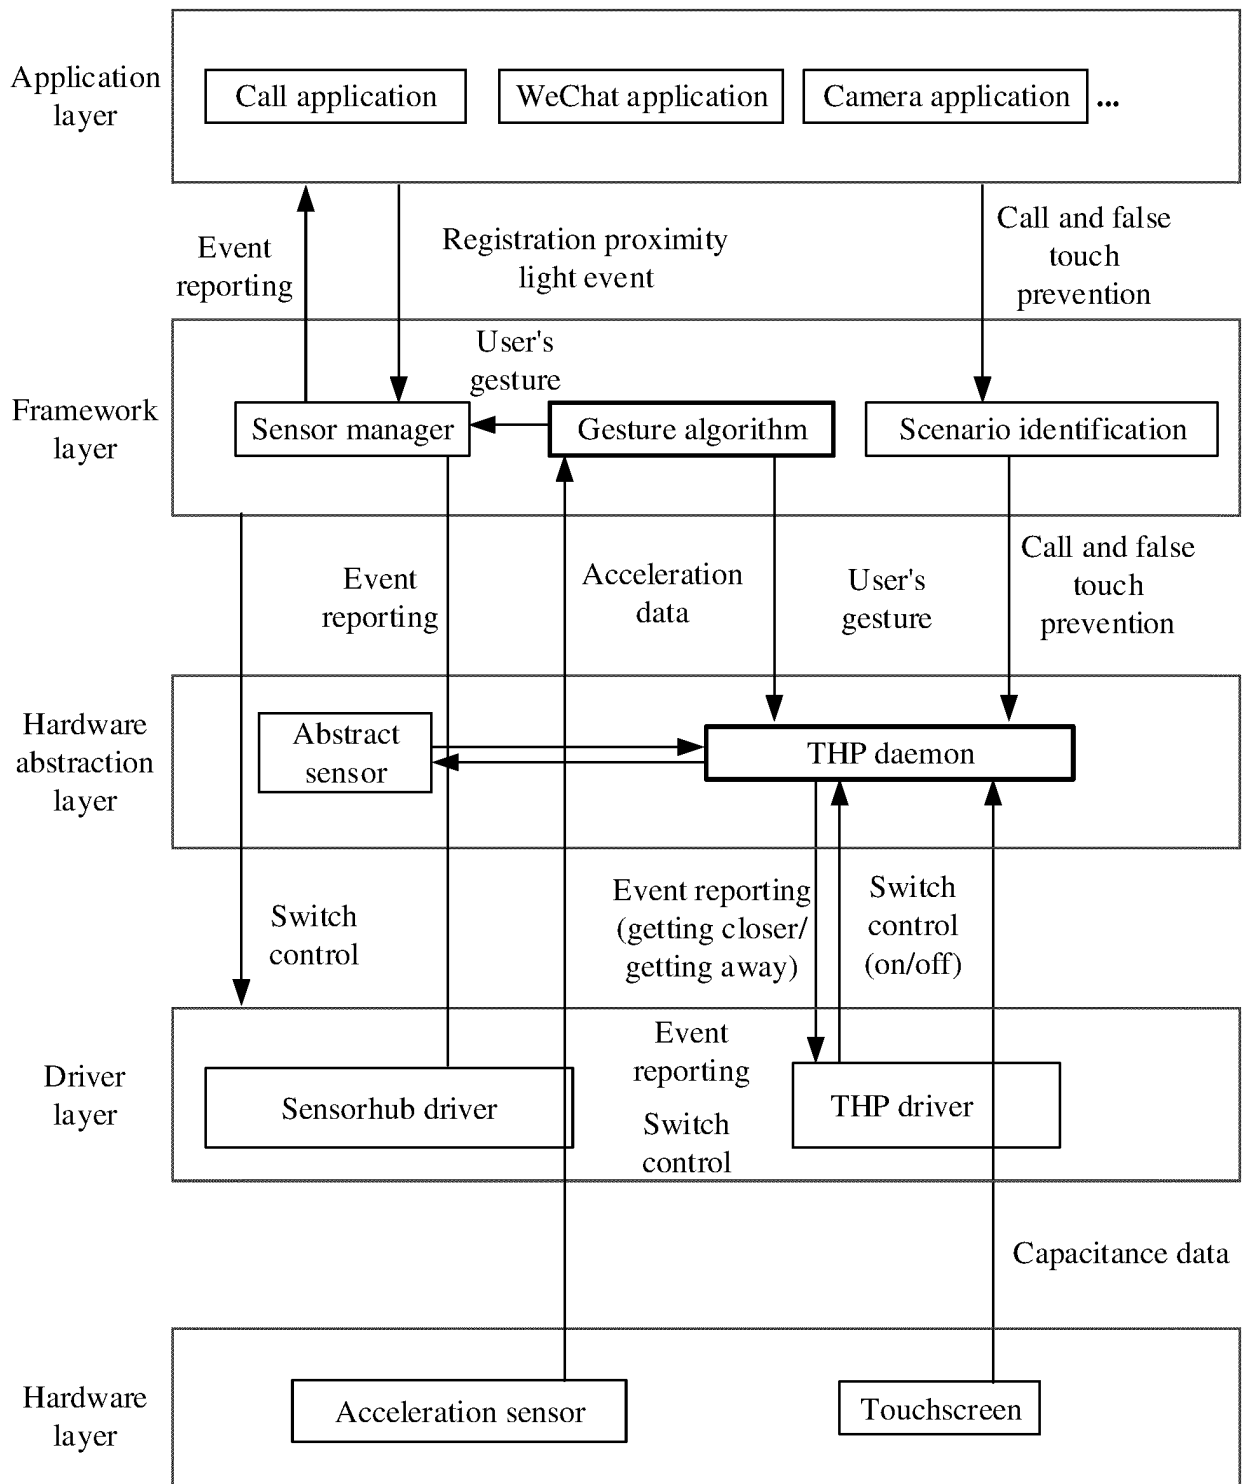 Application
layer
Call application
WeChat application
Camera application
...
Event
reporting
Registration proximity
light event
Call and false
touch
prevention
Framework
layer
User's
gesture
Sensor manager
Gesture algorithm
Scenario identification
Event
reporting
Acceleration
data
User's
gesture
Call and false
touch
prevention
Hardware
abstraction
layer
Abstract
sensor
THP daemon
Switch
control
Event reporting
(getting closer/
getting away)
Switch
control
(on/off)
Driver
layer
Sensorhub driver
Event
reporting
Switch
control
THP driver
Capacitance data
Hardware
layer
Acceleration sensor
Touchscreen